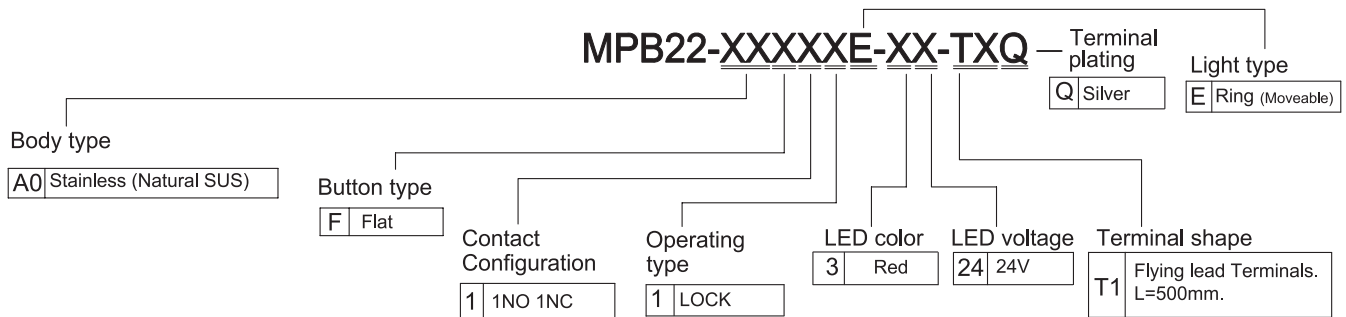 MPB22-XXXXXE-XX-TXQ
Terminal
plating
Q Silver
Light type
E Ring (Moveable)
Body type
A0 Stainless (Natural SUS)
Button type
F Flat
Contact
Configuration
1 1NO 1NC
Operating
type
1 LOCK
LED color
3 Red
LED voltage
24 24V
Terminal shape
T1 Flying lead Terminals.
L=500mm.